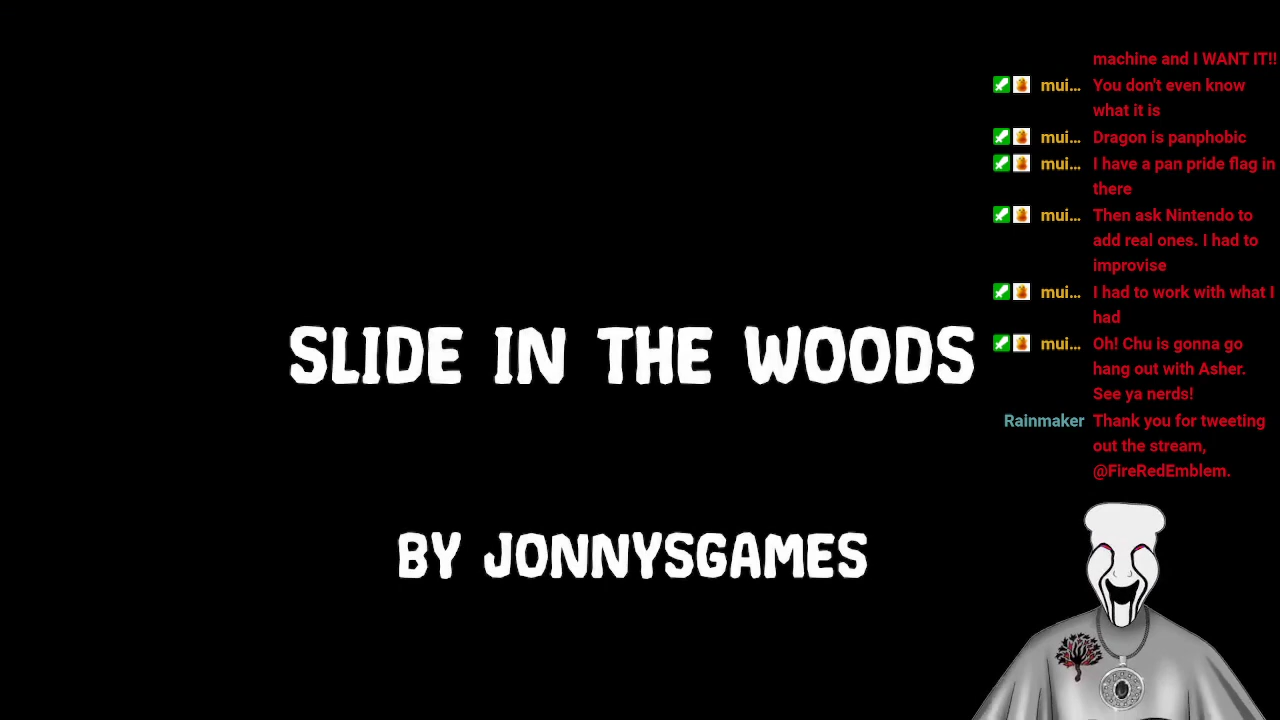 SLIDE IN THE WOODS
BY JONNYSGAMES
machine and I WANT IT!!
mui... You don't even know
what it is
mui... Dragon is panphobic
mui... I have a pan pride flag in
there
mui... Then ask Nintendo to
add real ones. I had to
improvise
mui... I had to work with what I
had
mui... Oh! Chu is gonna go
hang out with Asher.
See ya nerds!
Rainmaker Thank you for tweeting
out the stream,
@FireRedEmblem.